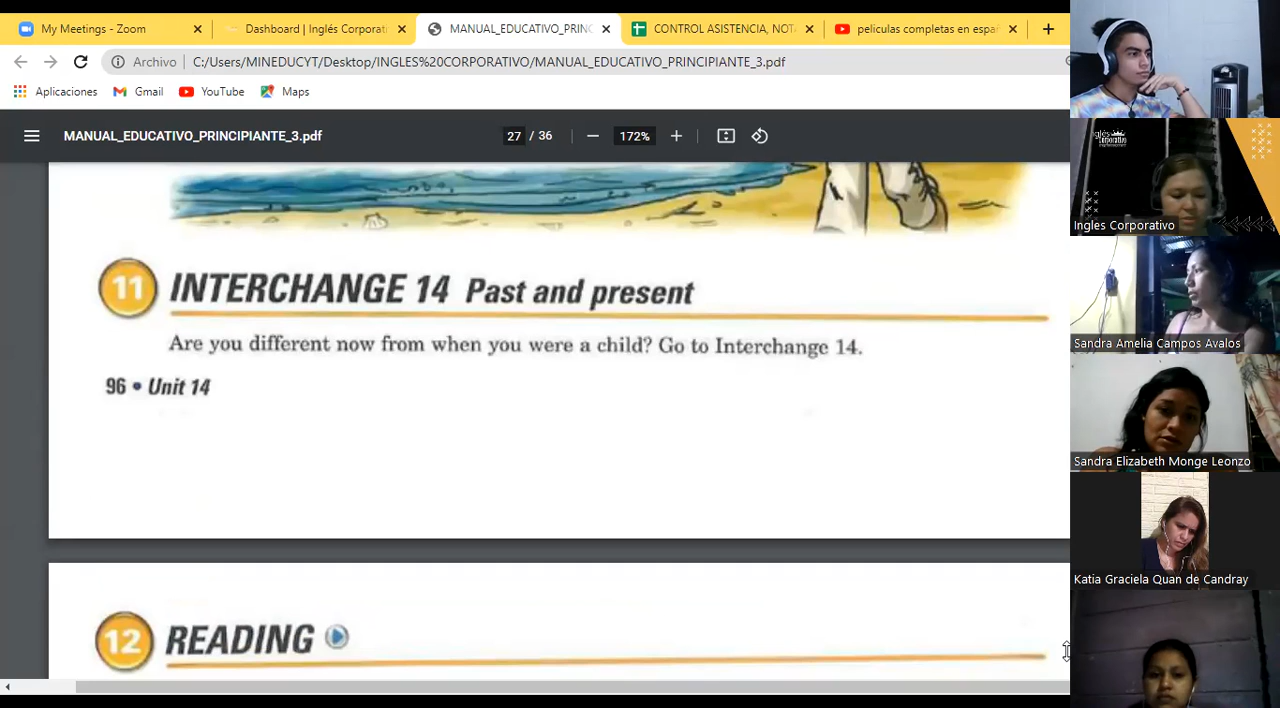 My Meetings - Zoom
Dashboard | Inglés Corporati
MANUAL_EDUCATIVO_PRINC
CONTROL ASISTENCIA, NOT
peliculas completas en españ
Archivo
C:/Users/MINEDUCYT/Desktop/INGLES%20CORPORATIVO/MANUAL_EDUCATIVO_PRINCIPIANTE_3.pdf
Aplicaciones
Gmail
YouTube
Maps
MANUAL_EDUCATIVO_PRINCIPIANTE_3.pdf
27 / 36
172%
11 INTERCHANGE 14 Past and present
Are you different now from when you were a child? Go to Interchange 14.
96 • Unit 14
12 READING
Ingles Corporativo
Sandra Amelia Campos Avalos
Sandra Elizabeth Monge Leonzo
Katia Graciela Quan de Candray